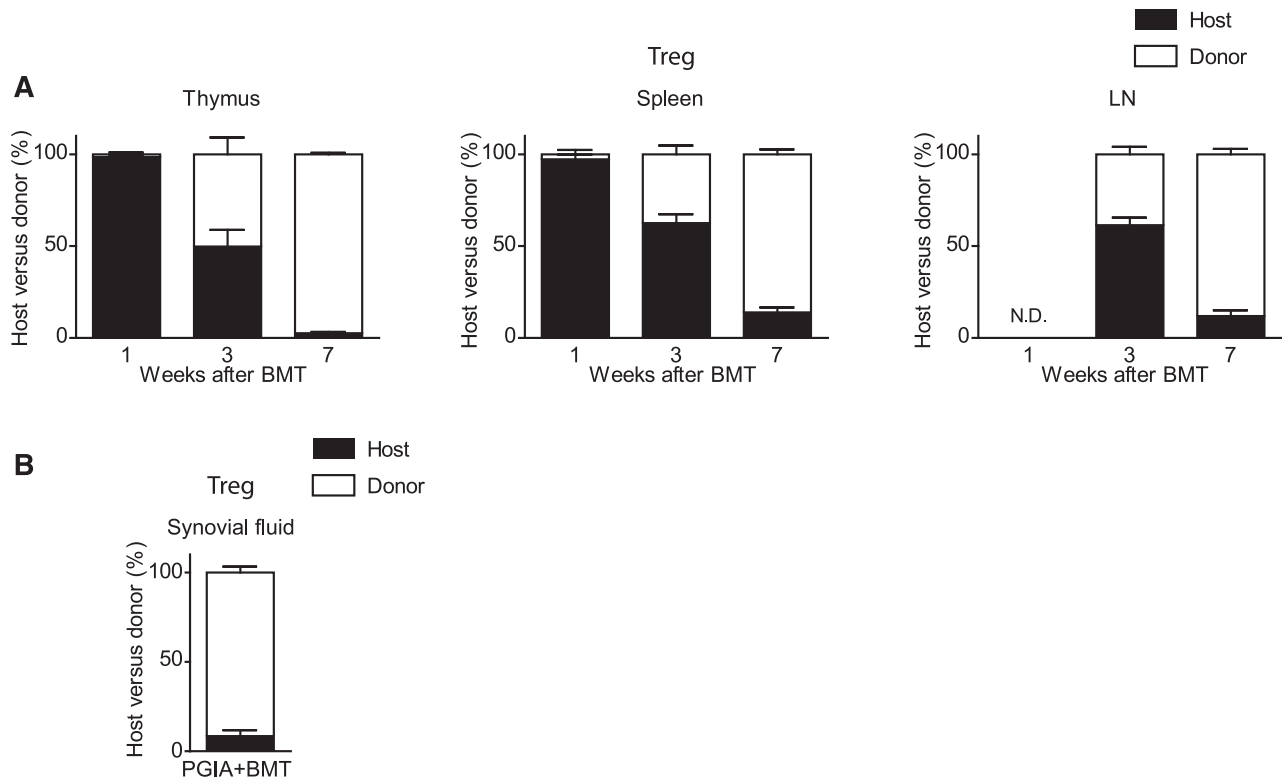 Host
Donor
Treg
A
Thymus
Spleen
LN
Host versus donor (%)
100
50
0
1
3
7
Weeks after BMT
Host versus donor (%)
100
50
0
1
3
7
Weeks after BMT
Host versus donor (%)
100
50
0
N.D.
1
3
7
Weeks after BMT
B
Host
Donor
Treg
Synovial fluid
Host versus donor (%)
100
50
0
PGIA+BMT